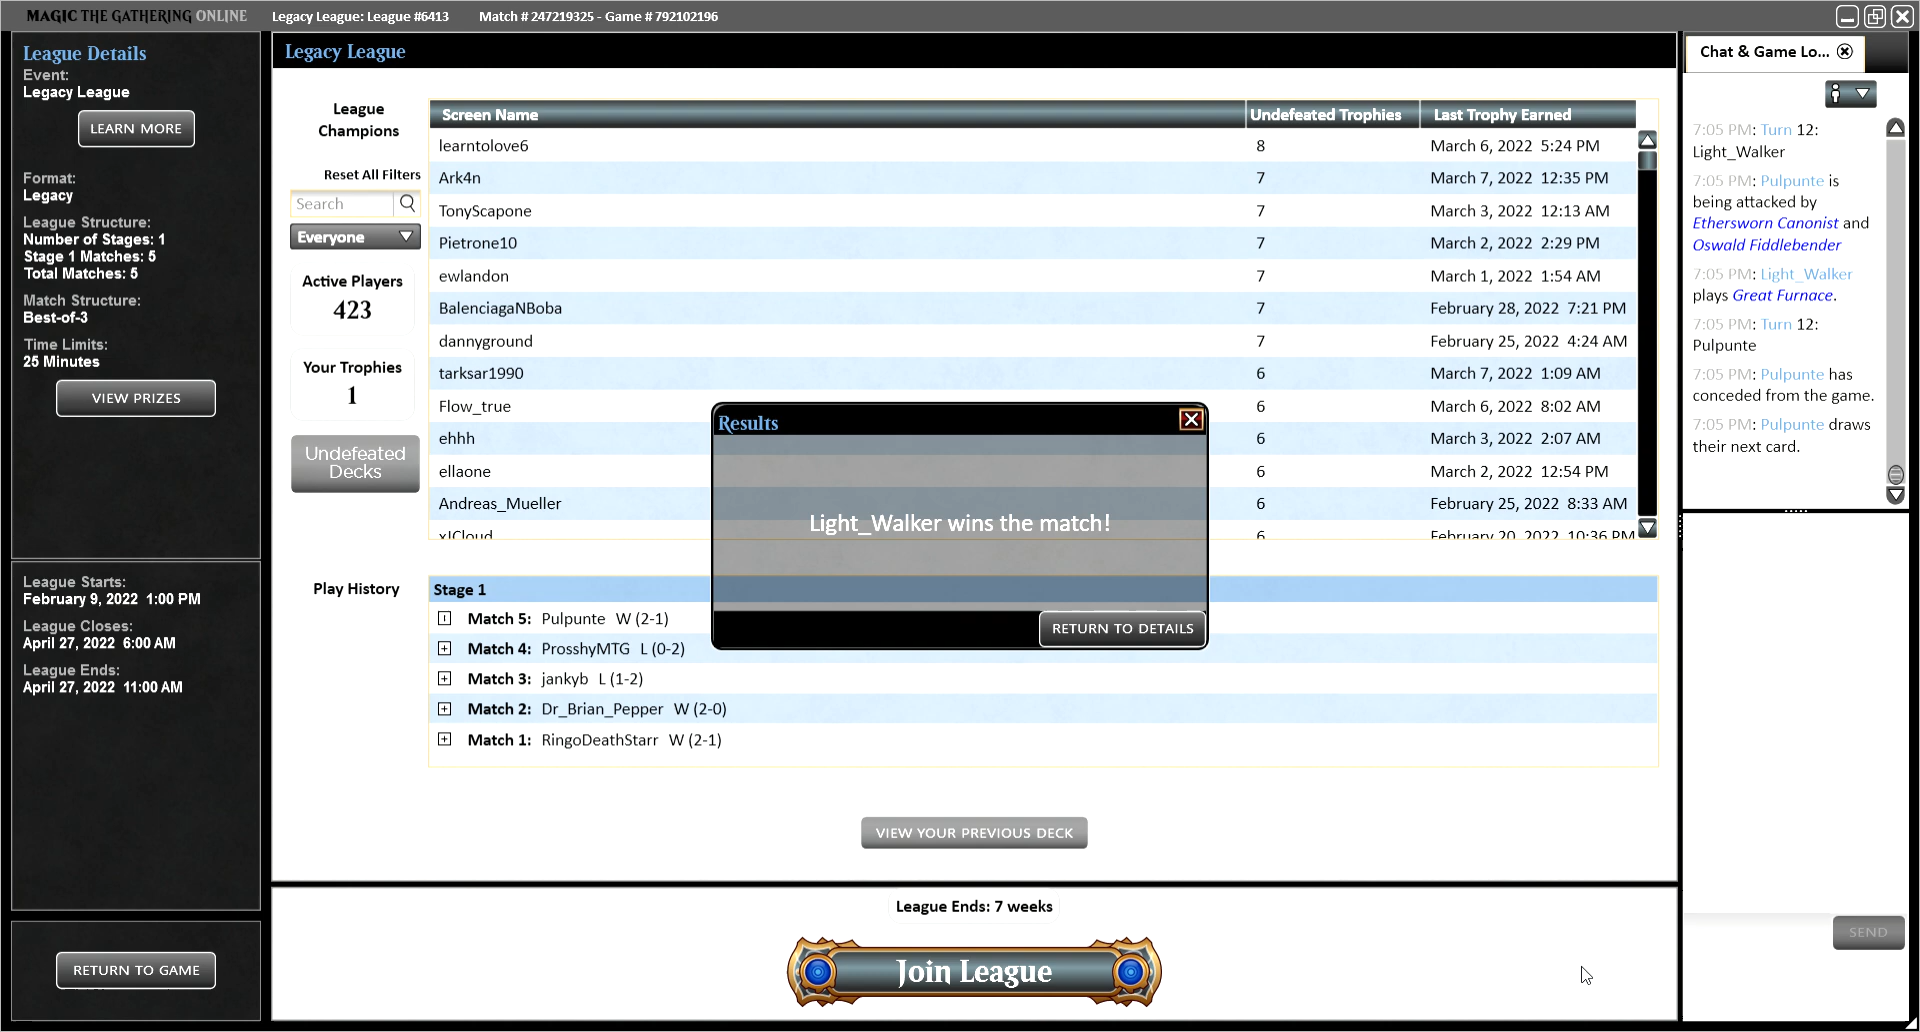 MAGIC THE GATHERING ONLINE
Legacy League: League #6413
Match # 247219325 - Game # 792102196
League Details
Event:
Legacy League
LEARN MORE
Format:
Legacy
League Structure:
Number of Stages: 1
Stage 1 Matches: 5
Total Matches: 5
Match Structure:
Best-of-3
Time Limits:
25 Minutes
VIEW PRIZES
League Starts:
February 9, 2022 1:00 PM
League Closes:
April 27, 2022 6:00 AM
League Ends:
April 27, 2022 11:00 AM
RETURN TO GAME
Legacy League
League
Champions
Reset All Filters
Search
Everyone
Active Players
423
Your Trophies
1
Undefeated
Decks
Screen Name Undefeated Trophies Last Trophy Earned
learntolove6 8 March 6, 2022 5:24 PM
Ark4n 7 March 7, 2022 12:35 PM
TonyScapone 7 March 3, 2022 12:13 AM
Pietrone10 7 March 2, 2022 2:29 PM
ewlandon 7 March 1, 2022 1:54 AM
BalenciagaNBoba 7 February 28, 2022 7:21 PM
dannyground 7 February 25, 2022 4:24 AM
tarksar1990 6 March 7, 2022 1:09 AM
Flow_true 6 March 6, 2022 8:02 AM
ehhh 6 March 3, 2022 2:07 AM
ellaone 6 March 2, 2022 12:54 PM
Andreas_Mueller 6 February 25, 2022 8:33 AM
6 February 20, 2022 10:36 PM
Results
Light_Walker wins the match!
RETURN TO DETAILS
Play History
Stage 1
Match 5: Pulpunte W (2-1)
Match 4: ProsshyMTG L (0-2)
Match 3: jankyb L (1-2)
Match 2: Dr_Brian_Pepper W (2-0)
Match 1: RingoDeathStarr W (2-1)
VIEW YOUR PREVIOUS DECK
League Ends: 7 weeks
Join League
Chat & Game Lo...
7:05 PM: Turn 12:
Light_Walker
7:05 PM: Pulpunte is
being attacked by
Ethersworn Canonist and
Oswald Fiddlebender
7:05 PM: Light_Walker
plays Great Furnace.
7:05 PM: Turn 12:
Pulpunte
7:05 PM: Pulpunte has
conceded from the game.
7:05 PM: Pulpunte draws
their next card.
SEND